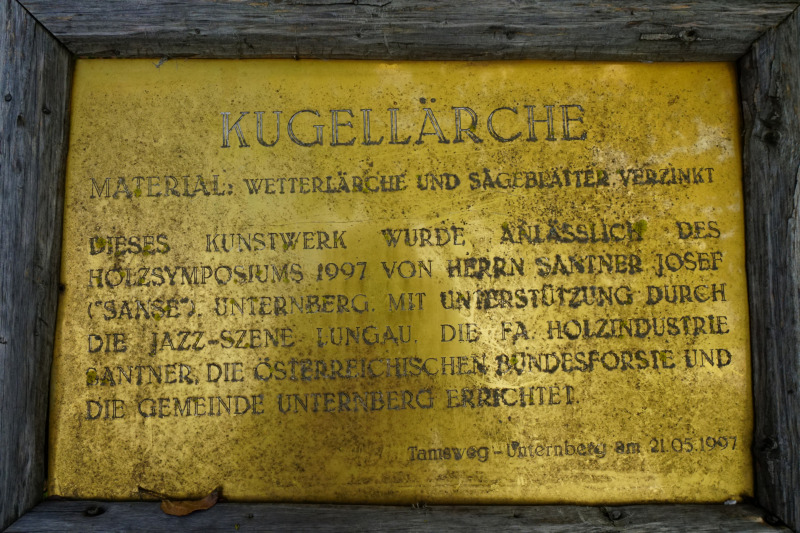 KUGELLÄRCHE
MATERIAL: WETTERLÄRCHE UND SÄGEBLÄTTER, VERZINKT
DIESES KUNSTWERK WURDE ANLÄSSLICH DES
HOLZSYMPOSIUMS 1997 VON HERRN SANTNER JOSEF
("SAKSE"), UNTERNBERG, MIT UNTERSTÜTZUNG DURCH
DIE JAZZ-SZENE LUNGAU, DIE FA. HOLZINDUSTRIE
SANTNER, DIE ÖSTERREICHISCHEN BUNDESFORSTE UND
DIE GEMEINDE UNTERNBERG ERRICHTET.
Tamsweg-Unternberg am 21.05.1997